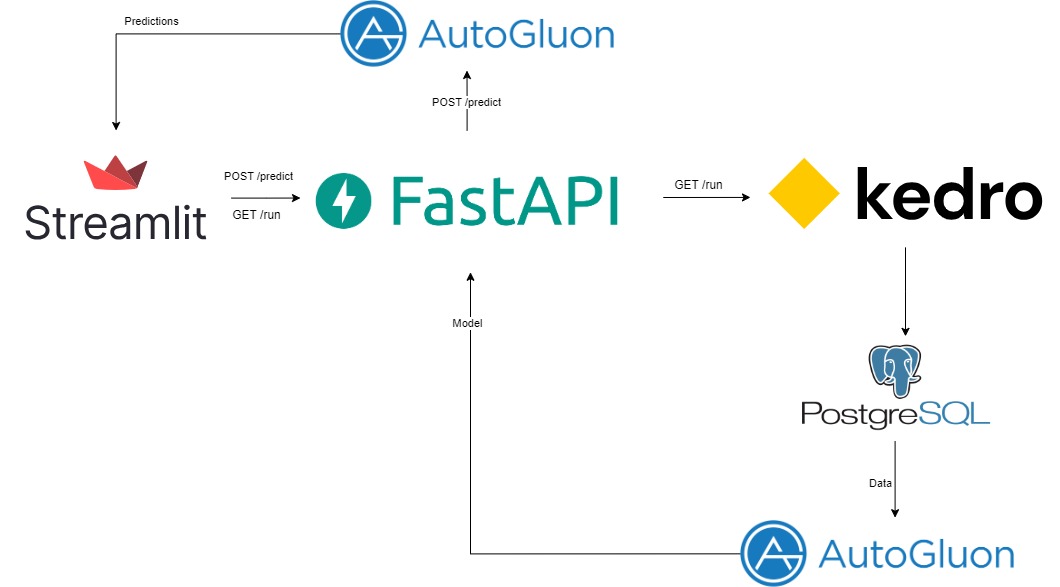 Predictions
AutoGluon
POST /predict
Streamlit
POST /predict
GET /run
FastAPI
GET /run
kedro
Model
PostgreSQL
Data
AutoGluon